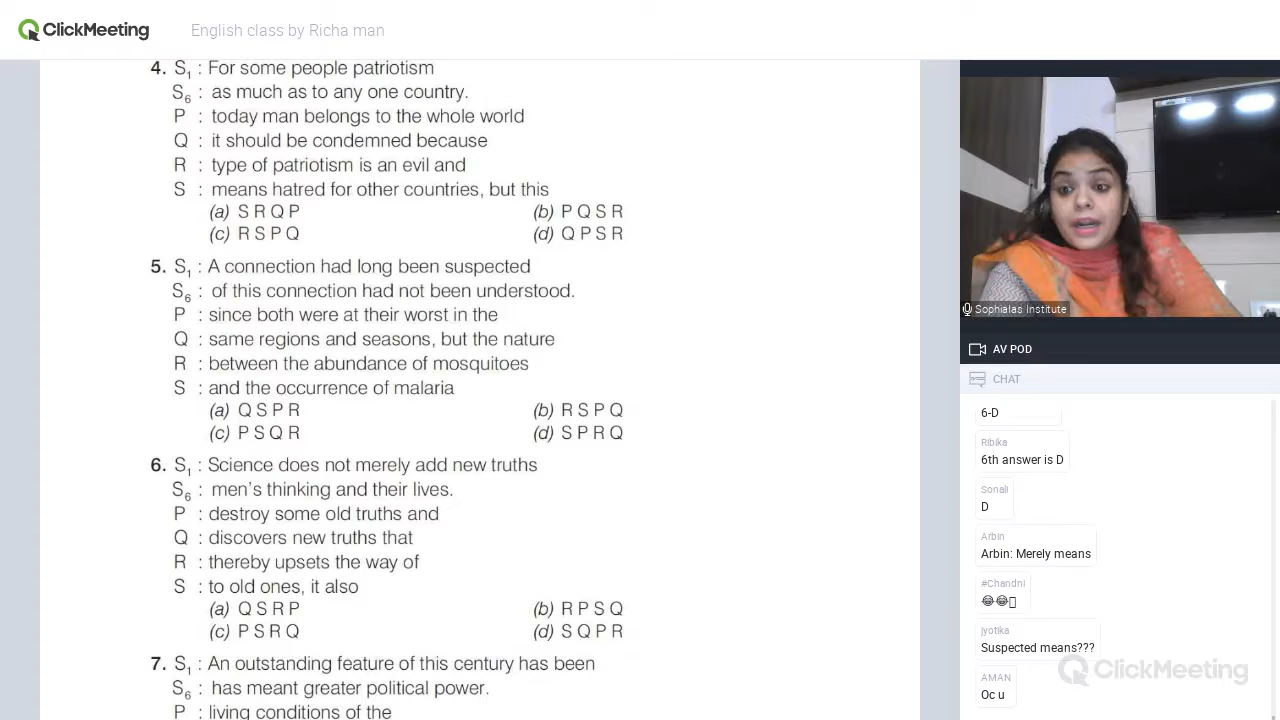 ClickMeeting
English class by Richa man
4. S1 : For some people patriotism
S6 : as much as to any one country.
P : today man belongs to the whole world
Q : it should be condemned because
R : type of patriotism is an evil and
S : means hatred for other countries, but this
(a) S R Q P (b) P Q S R
(c) R S P Q (d) Q P S R
5. S1 : A connection had long been suspected
S6 : of this connection had not been understood.
P : since both were at their worst in the
Q : same regions and seasons, but the nature
R : between the abundance of mosquitoes
S : and the occurrence of malaria
(a) Q S P R (b) R S P Q
(c) P S Q R (d) S P R Q
6. S1 : Science does not merely add new truths
S6 : men's thinking and their lives.
P : destroy some old truths and
Q : discovers new truths that
R : thereby upsets the way of
S : to old ones, it also
(a) Q S R P (b) R P S Q
(c) P S R Q (d) S Q P R
7. S1 : An outstanding feature of this century has been
S6 : has meant greater political power.
P : living conditions of the
Sophialas Institute
AV POD
CHAT
6-D
Ribika
6th answer is D
Sonali
D
Arbin
Arbin: Merely means
#Chandni
😂😂
jyotika
Suspected means???
AMAN
Oc u
ClickMeeting